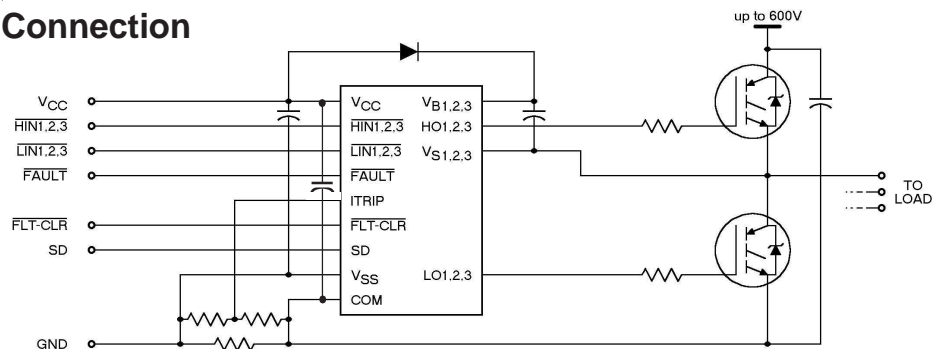 Connection
up to 600V
VCC
HIN1,2,3
LIN1,2,3
FAULT
FLT-CLR
SD
GND
VCC
HIN1,2,3
LIN1,2,3
FAULT
ITRIP
FLT-CLR
SD
VSS
COM
VB1,2,3
HO1,2,3
VS1,2,3
LO1,2,3
TO
LOAD